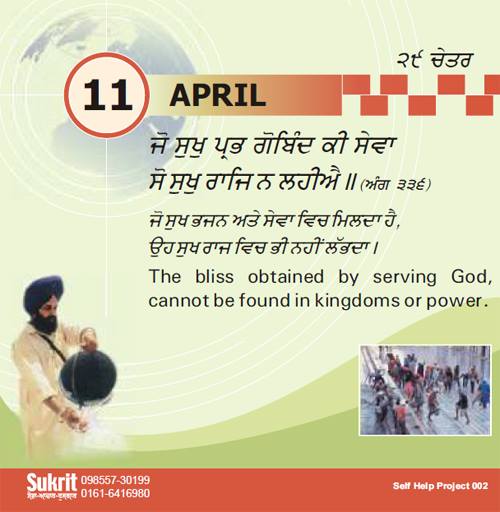 ੨੯ ਚੇਤਰ
11 APRIL
ਜੋ ਸੁਖੁ ਪ੍ਰਭ ਗੋਬਿੰਦ ਕੀ ਸੇਵਾ
ਸੋ ਸੁਖੁ ਰਾਜਿ ਨ ਲਹੀਐ ॥ (ਅੰਗ ੩੩੬)
ਜੋ ਸੁਖ ਭਜਨ ਅਤੇ ਸੇਵਾ ਵਿਚ ਮਿਲਦਾ ਹੈ,
ਉਹ ਸੁਖ ਰਾਜ ਵਿਚ ਭੀ ਨਹੀਂ ਲੱਭਦਾ ।
The bliss obtained by serving God,
cannot be found in kingdoms or power.
Sukrit 098557-30199
0161-6416980
Self Help Project 002